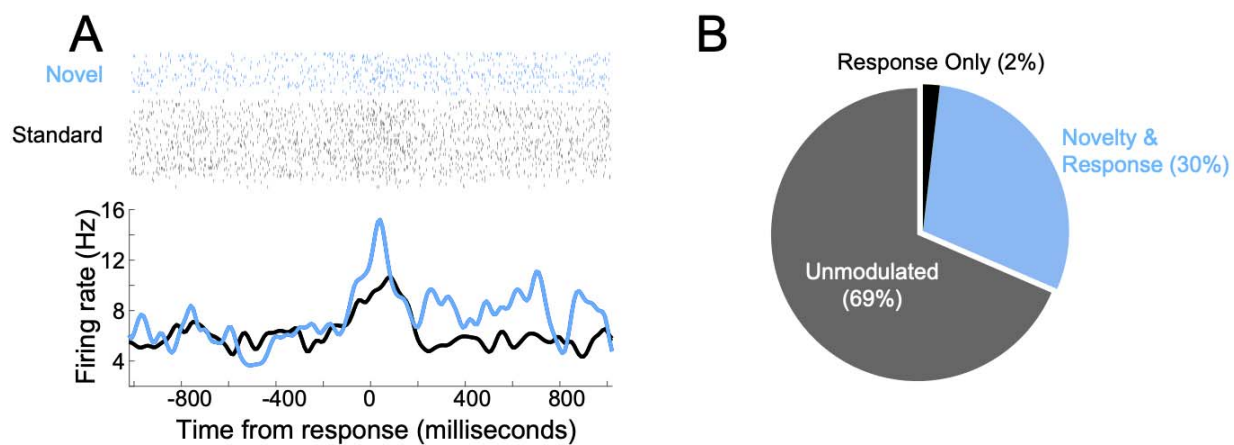 A
Novel
Standard
16
12
8
4
Firing rate (Hz)
-800 -400 0 400 800
Time from response (milliseconds)
B
Response Only (2%)
Novelty &
Response (30%)
Unmodulated
(69%)